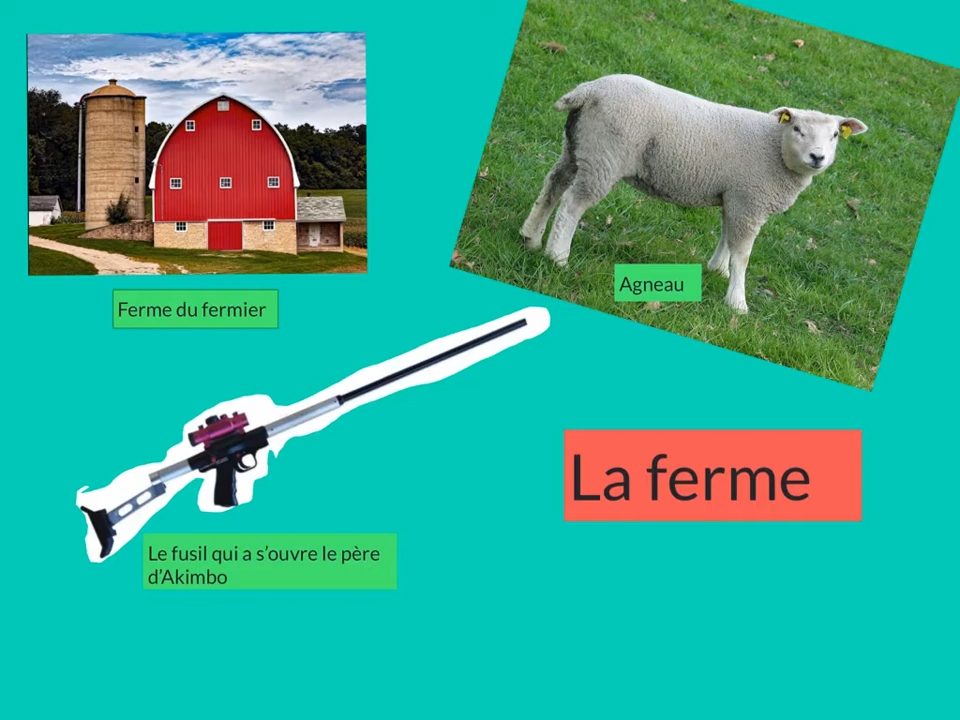 Ferme du fermier
Agneau
La ferme
Le fusil qui a s'ouvre le père
d'Akimbo